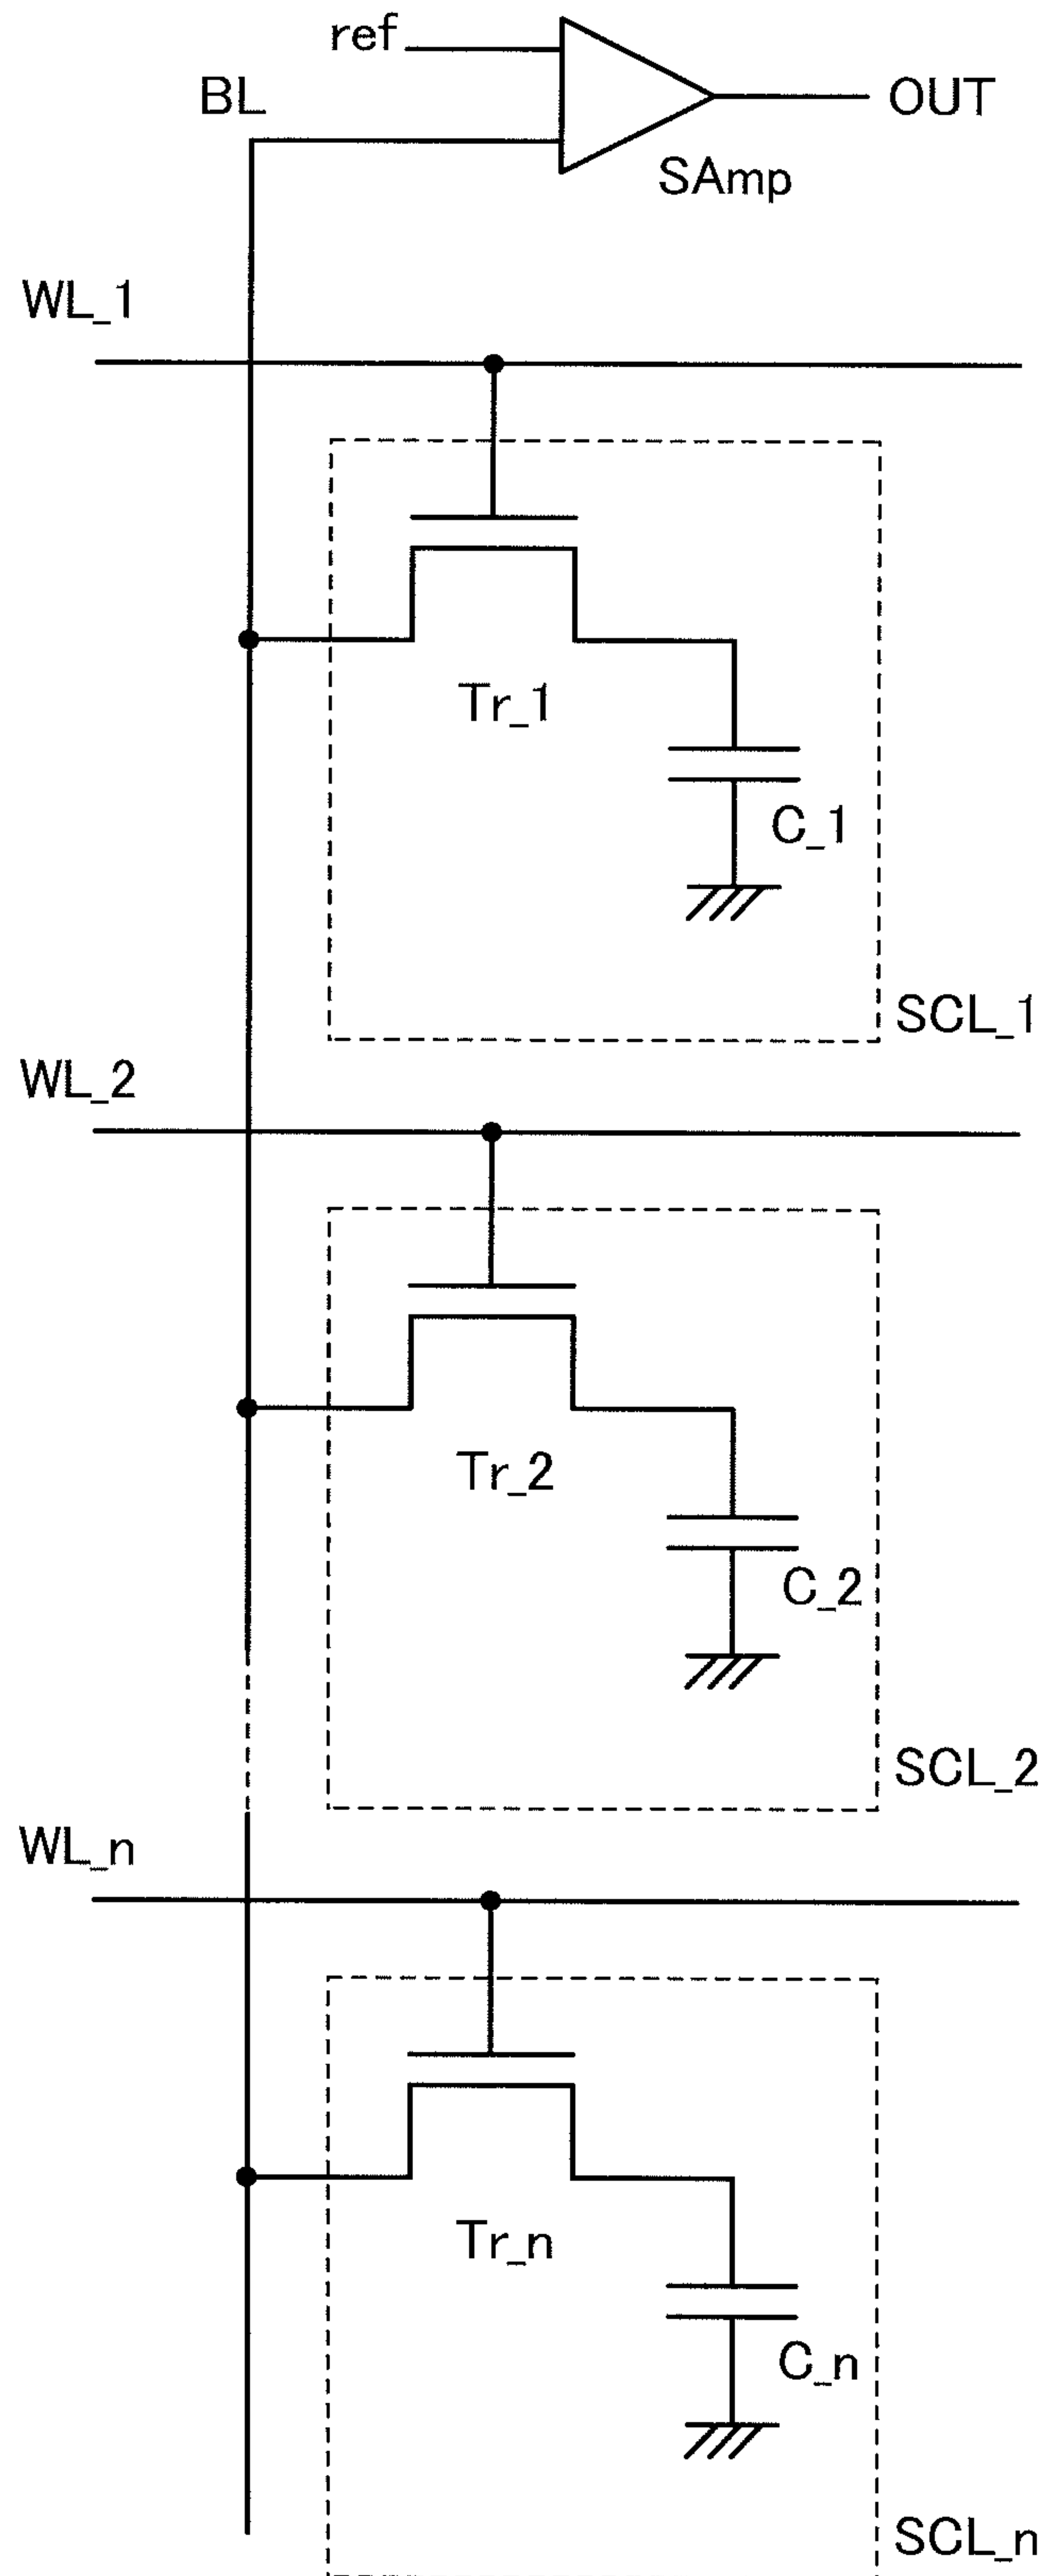 ref
BL
OUT
SAmp
WL_1
Tr_1
C_1
SCL_1
WL_2
Tr_2
C_2
SCL_2
WL_n
Tr_n
C_n
SCL_n